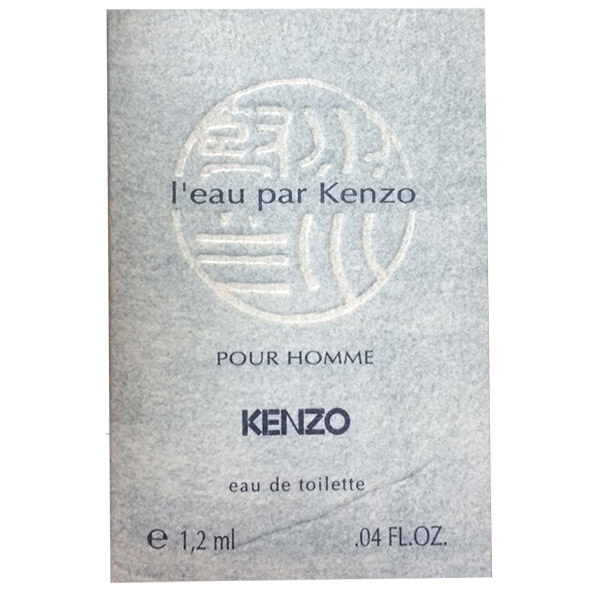 l'eau par Kenzo
POUR HOMME
KENZO
eau de toilette
℮ 1,2 ml .04 FL.OZ.